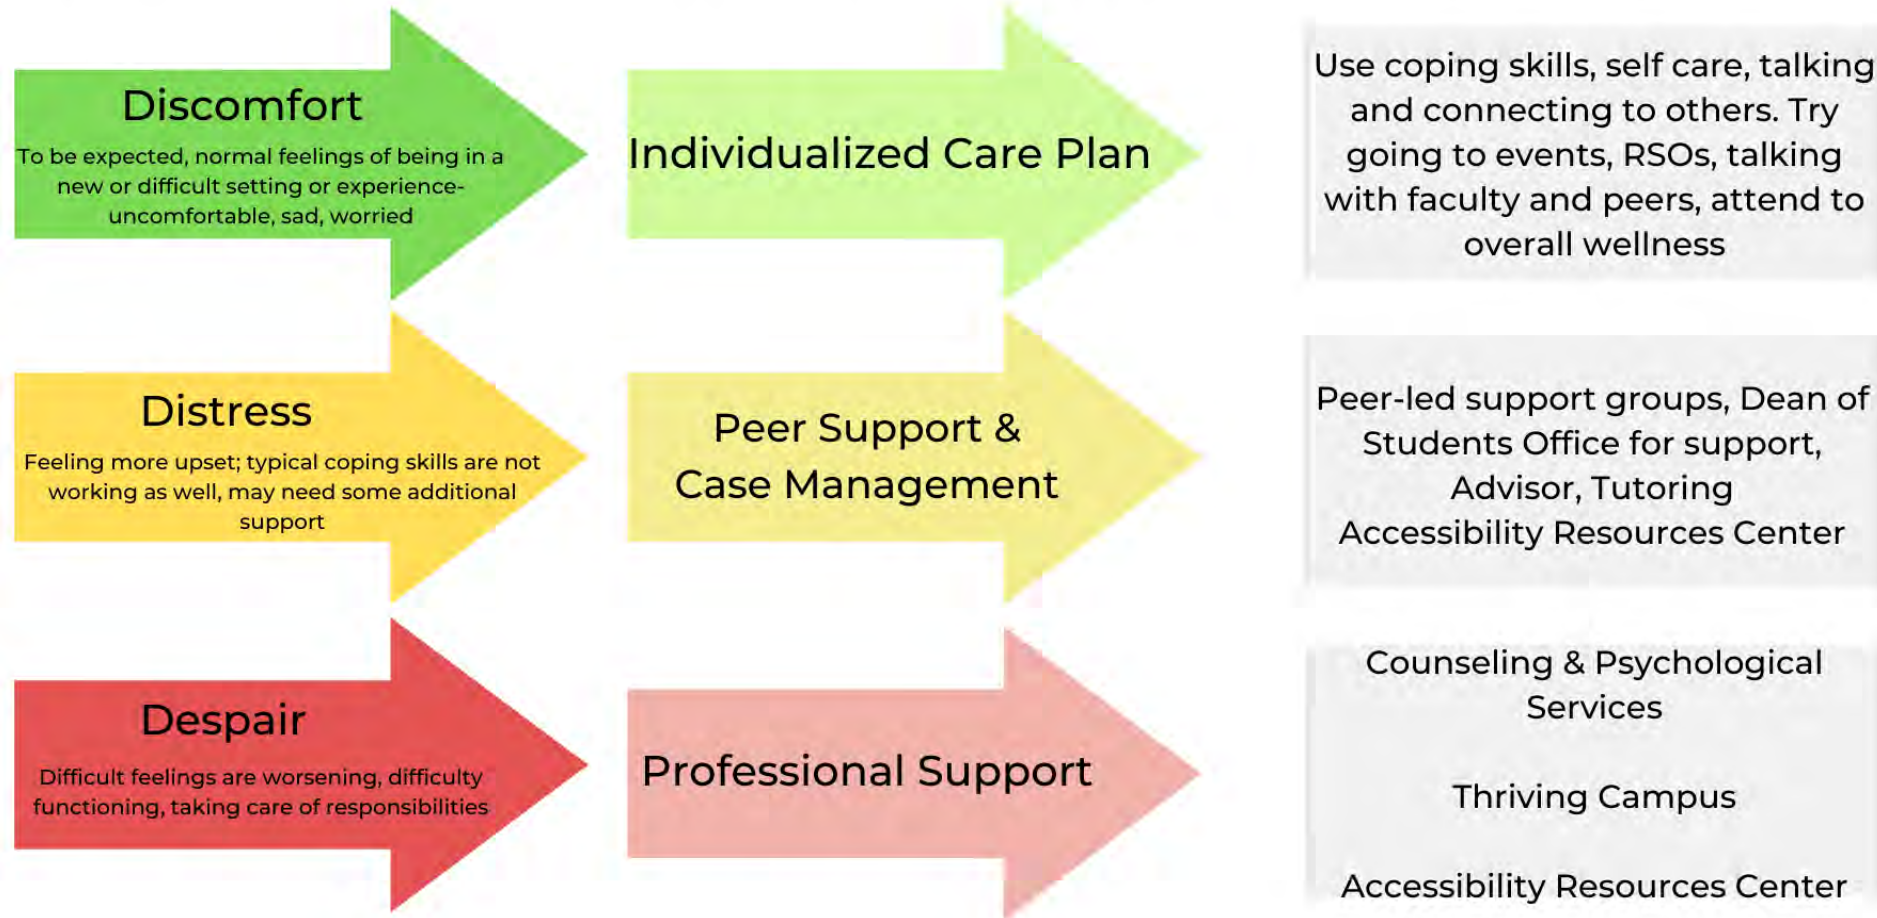 Discomfort
To be expected, normal feelings of being in a
new or difficult setting or experience-
uncomfortable, sad, worried
Individualized Care Plan
Use coping skills, self care, talking
and connecting to others. Try
going to events, RSOs, talking
with faculty and peers, attend to
overall wellness
Distress
Feeling more upset; typical coping skills are not
working as well, may need some additional
support
Peer Support &
Case Management
Peer-led support groups, Dean of
Students Office for support,
Advisor, Tutoring
Accessibility Resources Center
Despair
Difficult feelings are worsening, difficulty
functioning, taking care of responsibilities
Professional Support
Counseling & Psychological
Services
Thriving Campus
Accessibility Resources Center